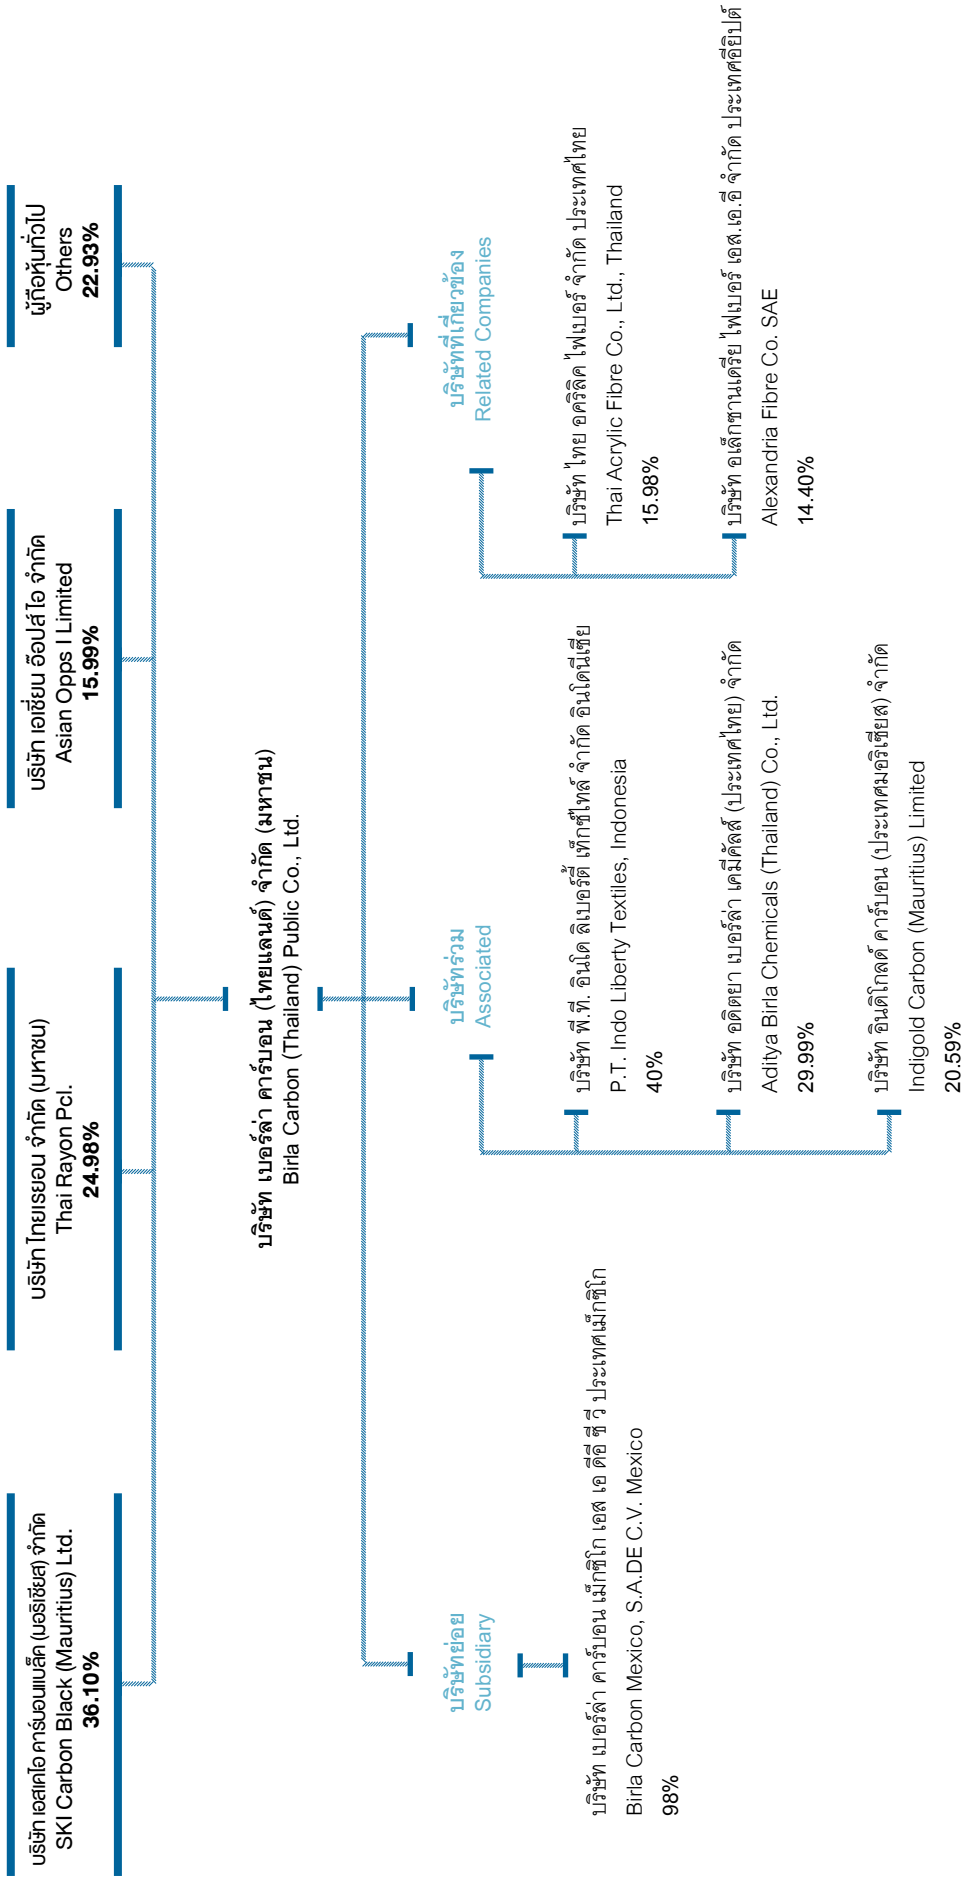 บริษัท เอสเคไอ คาร์บอนแบล็ค (มอริเชียส) จำกัด
SKI Carbon Black (Mauritius) Ltd.
36.10%
บริษัท ไทยเรยอน จำกัด (มหาชน)
Thai Rayon Pcl.
24.98%
บริษัท เอเชี่ยน อ๊อปส์ ไอ จำกัด
Asian Opps I Limited
15.99%
ผู้ถือหุ้นทั่วไป
Others
22.93%
บริษัท เบอร์ล่า คาร์บอน (ไทยแลนด์) จำกัด (มหาชน)
Birla Carbon (Thailand) Public Co., Ltd.
บริษัทย่อย
Subsidiary
บริษัท เบอร์ล่า คาร์บอน เม็กซิโก เอส เอ ดีอี ซี วี ประเทศเม็กซิโก
Birla Carbon Mexico, S.A.DE C.V. Mexico
98%
บริษัทร่วม
Associated
บริษัท พี.ที. อินโด ลิเบอร์ตี้ เท็กซ์ไทล์ จำกัด อินโดนีเซีย
P.T. Indo Liberty Textiles, Indonesia
40%
บริษัท อดิตยา เบอร์ล่า เคมีคัลส์ (ประเทศไทย) จำกัด
Aditya Birla Chemicals (Thailand) Co., Ltd.
29.99%
บริษัท อินดิโกลด์ คาร์บอน (ประเทศมอริเซียส) จำกัด
Indigold Carbon (Mauritius) Limited
20.59%
บริษัทที่เกี่ยวข้อง
Related Companies
บริษัท ไทย อคริลิค ไฟเบอร์ จำกัด ประเทศไทย
Thai Acrylic Fibre Co., Ltd., Thailand
15.98%
บริษัท อเล็กซานเดรีย ไฟเบอร์ เอส.เอ.อี จำกัด ประเทศอียิปต์
Alexandria Fibre Co. SAE
14.40%